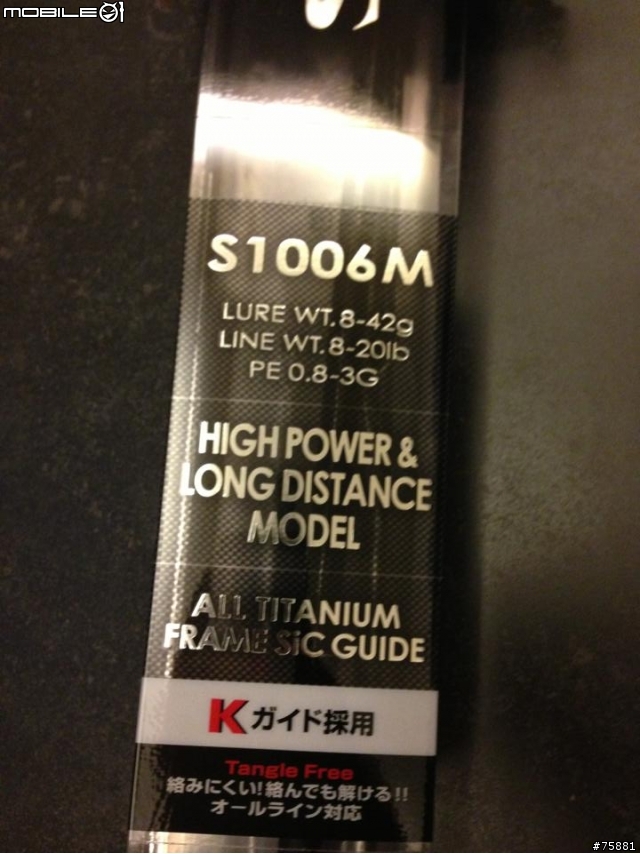 MOBILE01
S1006M
LURE WT. 8-42g
LINE WT. 8-20lb
PE 0.8-3G
HIGH POWER &
LONG DISTANCE
MODEL
ALL TITANIUM
FRAME SiC GUIDE
Kガイド採用
Tangle Free
絡みにくい!絡んでも解ける!!
オールライン対応
#75881